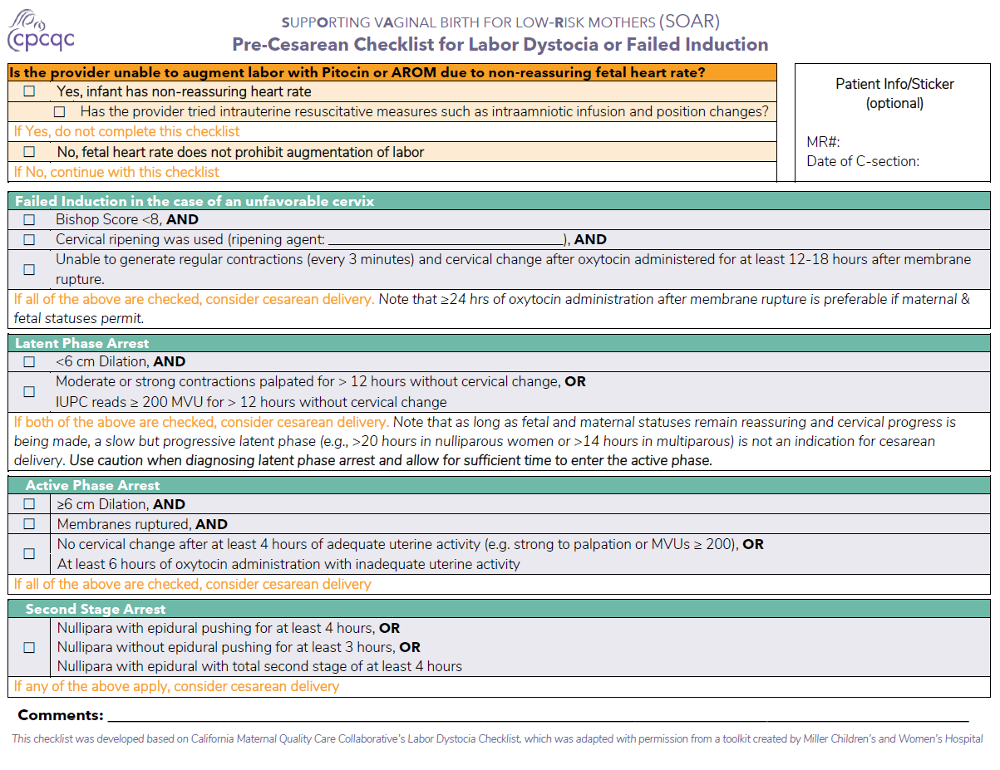 cpcqc
SUPPORTING VAGINAL BIRTH FOR LOW-RISK MOTHERS (SOAR)
Pre-Cesarean Checklist for Labor Dystocia or Failed Induction
Is the provider unable to augment labor with Pitocin or AROM due to non-reassuring fetal heart rate?
☐ Yes, infant has non-reassuring heart rate
☐ Has the provider tried intrauterine resuscitative measures such as intraamniotic infusion and position changes?
If Yes, do not complete this checklist
☐ No, fetal heart rate does not prohibit augmentation of labor
If No, continue with this checklist
Patient Info/Sticker
(optional)
MR#:
Date of C-section:
Failed Induction in the case of an unfavorable cervix
☐ Bishop Score <8, AND
☐ Cervical ripening was used (ripening agent: ______________________________), AND
☐ Unable to generate regular contractions (every 3 minutes) and cervical change after oxytocin administered for at least 12-18 hours after membrane
rupture.
If all of the above are checked, consider cesarean delivery. Note that ≥24 hrs of oxytocin administration after membrane rupture is preferable if maternal &
fetal statuses permit.
Latent Phase Arrest
☐ <6 cm Dilation, AND
☐ Moderate or strong contractions palpated for > 12 hours without cervical change, OR
IUPC reads ≥ 200 MVU for > 12 hours without cervical change
If both of the above are checked, consider cesarean delivery. Note that as long as fetal and maternal statuses remain reassuring and cervical progress is
being made, a slow but progressive latent phase (e.g., >20 hours in nulliparous women or >14 hours in multiparous) is not an indication for cesarean
delivery. Use caution when diagnosing latent phase arrest and allow for sufficient time to enter the active phase.
Active Phase Arrest
☐ ≥6 cm Dilation, AND
☐ Membranes ruptured, AND
☐ No cervical change after at least 4 hours of adequate uterine activity (e.g. strong to palpation or MVUs ≥ 200), OR
At least 6 hours of oxytocin administration with inadequate uterine activity
If all of the above are checked, consider cesarean delivery
Second Stage Arrest
☐ Nullipara with epidural pushing for at least 4 hours, OR
Nullipara without epidural pushing for at least 3 hours, OR
Nullipara with epidural with total second stage of at least 4 hours
If any of the above apply, consider cesarean delivery
Comments: ______________________________
This checklist was developed based on California Maternal Quality Care Collaborative's Labor Dystocia Checklist, which was adapted with permission from a toolkit created by Miller Children's and Women's Hospital